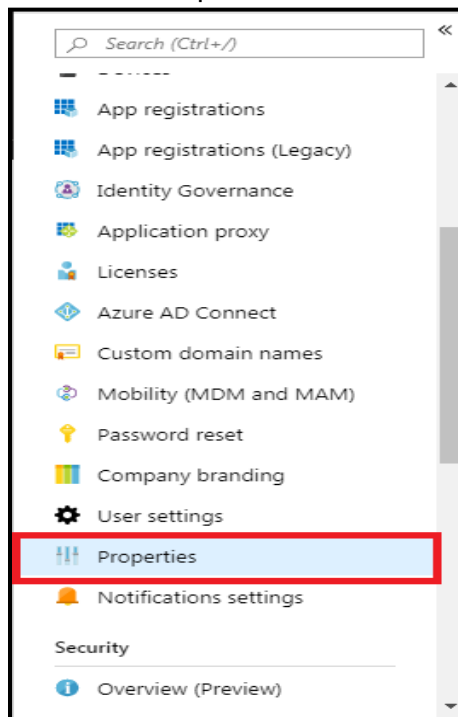 Search (Ctrl+/)
App registrations
App registrations (Legacy)
Identity Governance
Application proxy
Licenses
Azure AD Connect
Custom domain names
Mobility (MDM and MAM)
Password reset
Company branding
User settings
Properties
Notifications settings
Security
Overview (Preview)